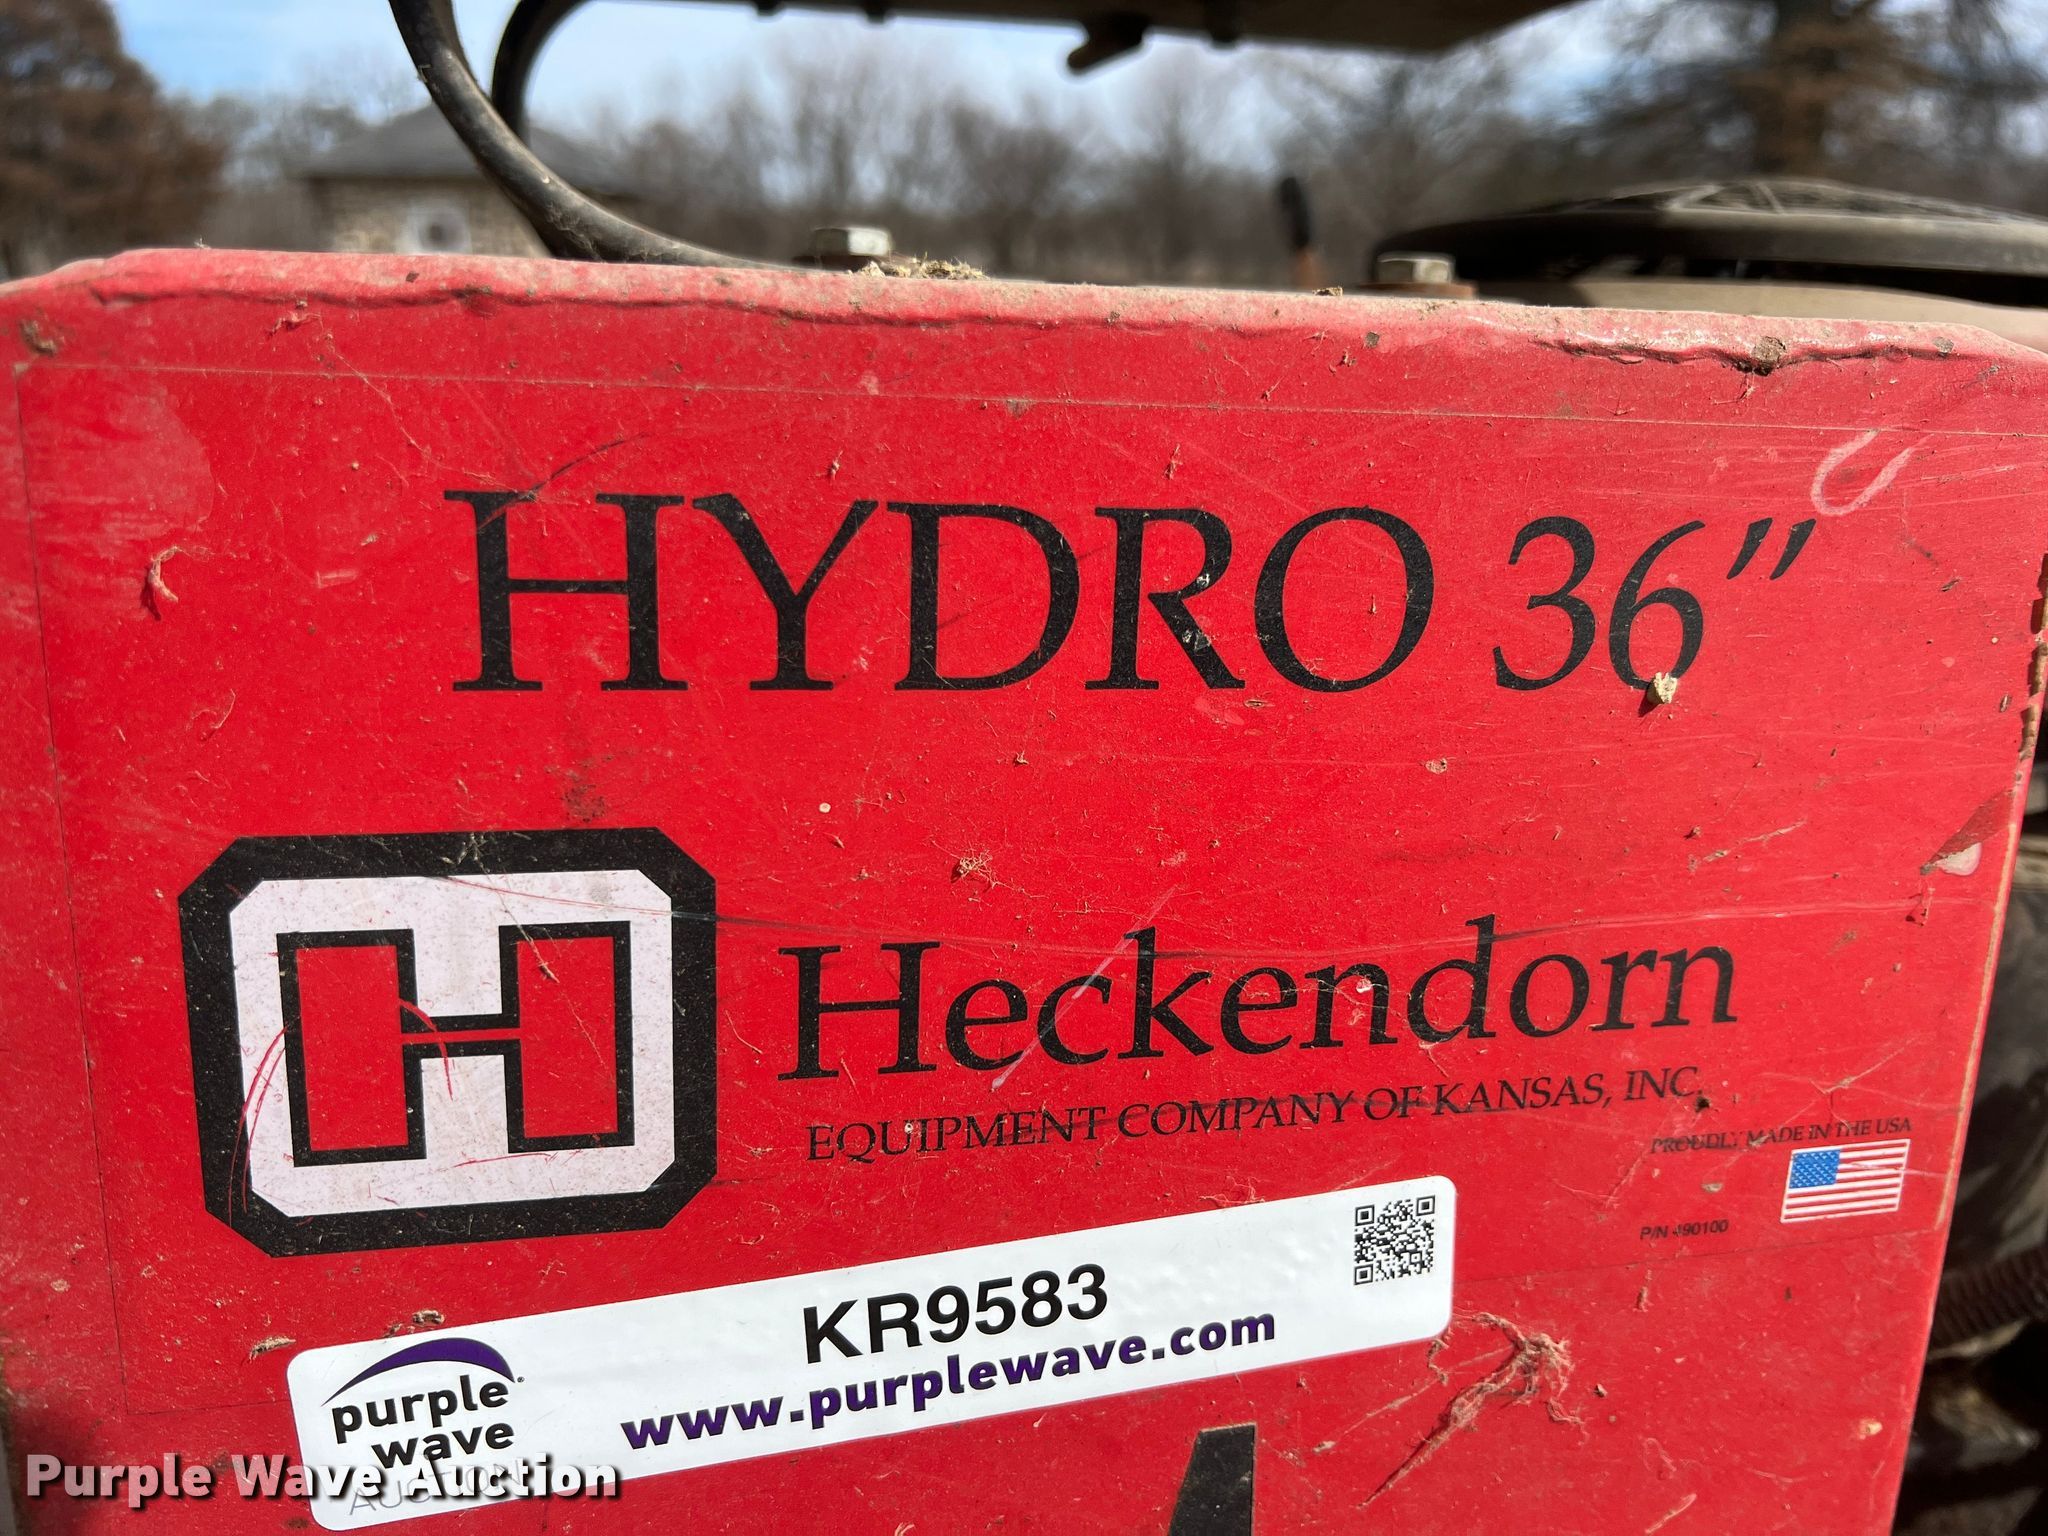 HYDRO 36"
H
Heckendorn
EQUIPMENT COMPANY OF KANSAS, INC.
PROUDLY MADE IN THE USA
P/N 490100
KR9583
www.purplewave.com
purple
wave
AUCTION
Purple Wave Auction